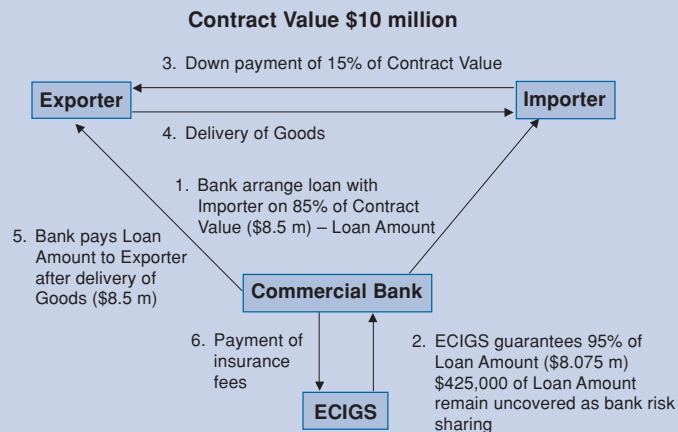 Contract Value $10 million
3. Down payment of 15% of Contract Value
Exporter
Importer
4. Delivery of Goods
1. Bank arrange loan with
Importer on 85% of Contract
Value ($8.5 m) – Loan Amount
5. Bank pays Loan
Amount to Exporter
after delivery of
Goods ($8.5 m)
Commercial Bank
6. Payment of
insurance
fees
2. ECIGS guarantees 95% of
Loan Amount ($8.075 m)
$425,000 of Loan Amount
remain uncovered as bank risk
sharing
ECIGS